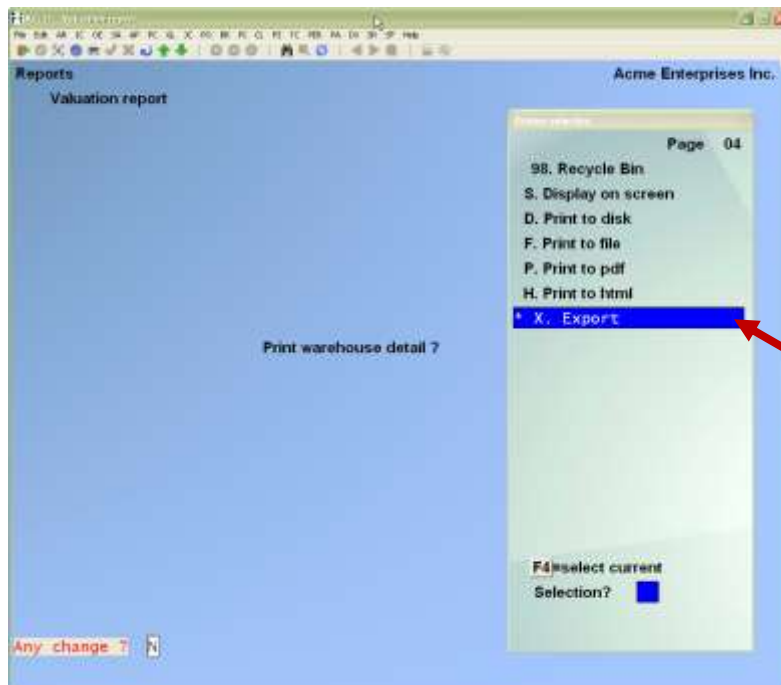 Reports
Acme Enterprises Inc.
Valuation report
Page 04
98. Recycle Bin
S. Display on screen
D. Print to disk
F. Print to file
P. Print to pdf
H. Print to html
* X. Export
Print warehouse detail ?
F4=select current
Selection?
Any change ? N